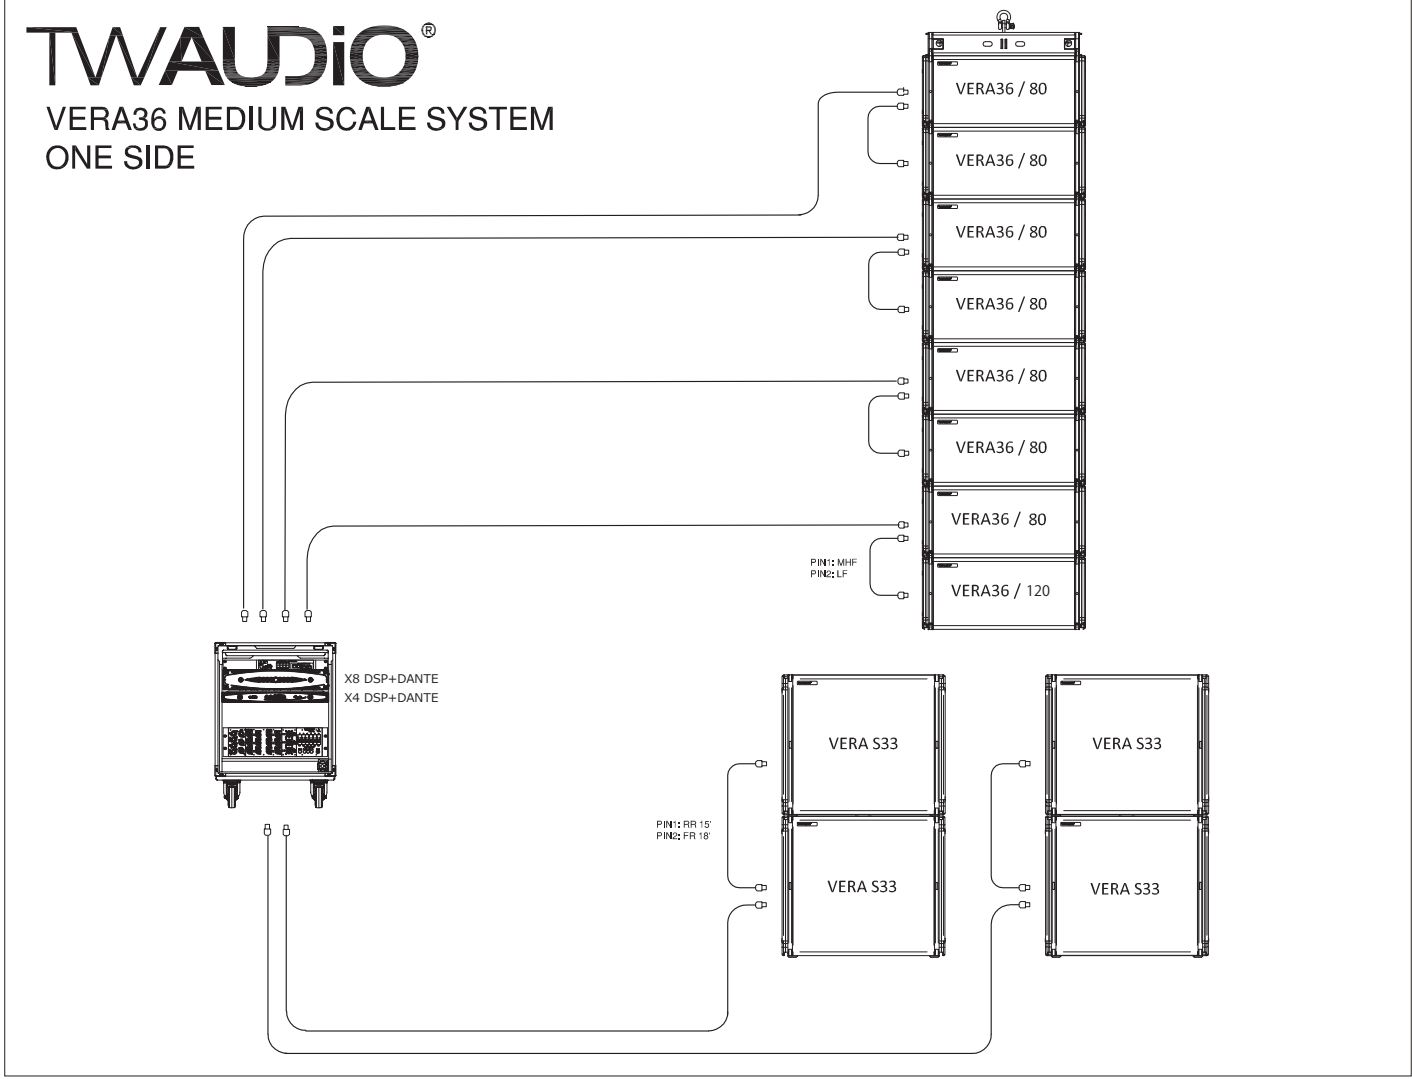 TWAUDiO®
VERA36 MEDIUM SCALE SYSTEM
ONE SIDE
VERA36 / 80
VERA36 / 80
VERA36 / 80
VERA36 / 80
VERA36 / 80
VERA36 / 80
VERA36 / 80
PIN1: MHF
PIN2: LF
VERA36 / 120
X8 DSP+DANTE
X4 DSP+DANTE
VERA S33
VERA S33
PIN1: RR 15'
PIN2: FR 18'
VERA S33
VERA S33